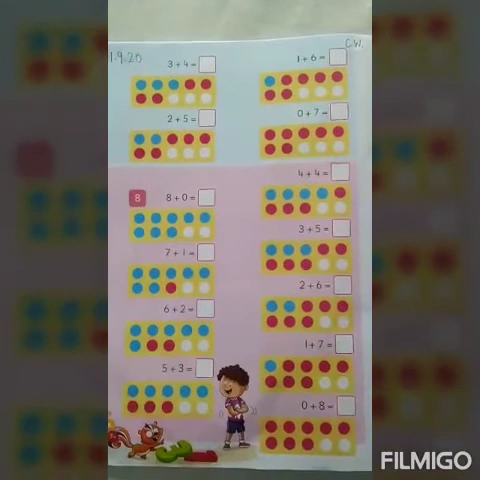 1.9.20
C.W.
3 + 4 =
1 + 6 =
2 + 5 =
0 + 7 =
4 + 4 =
8 8 + 0 =
3 + 5 =
7 + 1 =
2 + 6 =
6 + 2 =
1 + 7 =
5 + 3 =
0 + 8 =
FILMIGO